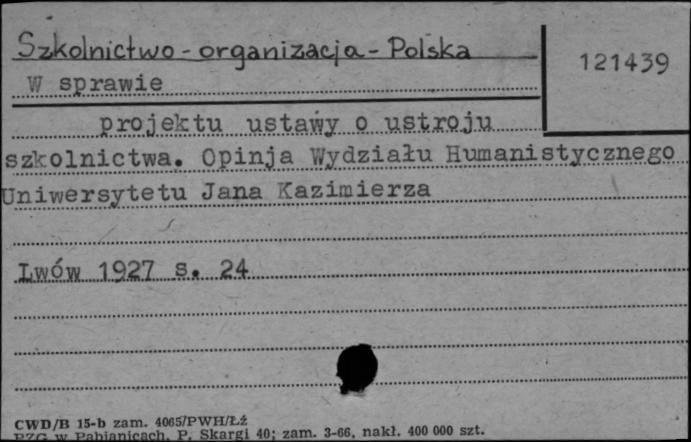 Szkolnictwo - organizacja - Polska
121439
W sprawie
projektu ustawy o ustroju
szkolnictwa. Opinja Wydziału Humanistycznego
Uniwersytetu Jana Kazimierza
Lwów 1927 s. 24
CWD/B 15-b zam. 4065/PWH/Łź
PZG w Pabianicach, P. Skargi 40; zam. 3-66, nakł. 400 000 szt.